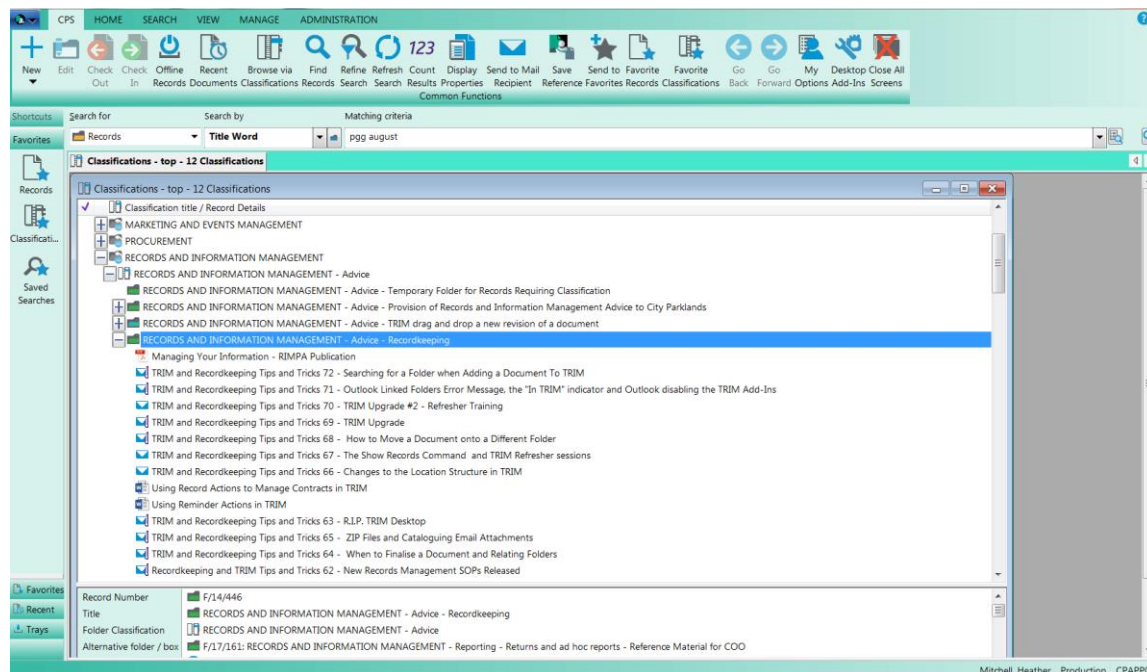 CPS HOME SEARCH VIEW MANAGE ADMINISTRATION
New Edit Check Out Check In Offline Records Recent Documents Browse via Classifications Find Records Refine Search Refresh Search 123 Count Results Display Properties Send to Mail Recipient Save Reference Send to Favorites Favorite Records Favorite Classifications Go Back Go Forward My Options Desktop Add-Ins Close All Screens
Common Functions
Shortcuts Search for Search by Matching criteria
Favorites Records Title Word pgg august
Classifications - top - 12 Classifications
Records
Classificati...
Saved Searches
Classifications - top - 12 Classifications
Classification title / Record Details
MARKETING AND EVENTS MANAGEMENT
PROCUREMENT
RECORDS AND INFORMATION MANAGEMENT
RECORDS AND INFORMATION MANAGEMENT - Advice
RECORDS AND INFORMATION MANAGEMENT - Advice - Temporary Folder for Records Requiring Classification
RECORDS AND INFORMATION MANAGEMENT - Advice - Provision of Records and Information Management Advice to City Parklands
RECORDS AND INFORMATION MANAGEMENT - Advice - TRIM drag and drop a new revision of a document
RECORDS AND INFORMATION MANAGEMENT - Advice - Recordkeeping
Managing Your Information - RIMPA Publication
TRIM and Recordkeeping Tips and Tricks 72 - Searching for a Folder when Adding a Document To TRIM
TRIM and Recordkeeping Tips and Tricks 71 - Outlook Linked Folders Error Message, the "In TRIM" indicator and Outlook disabling the TRIM Add-Ins
TRIM and Recordkeeping Tips and Tricks 70 - TRIM Upgrade #2 - Refresher Training
TRIM and Recordkeeping Tips and Tricks 69 - TRIM Upgrade
TRIM and Recordkeeping Tips and Tricks 68 - How to Move a Document onto a Different Folder
TRIM and Recordkeeping Tips and Tricks 67 - The Show Records Command and TRIM Refresher sessions
TRIM and Recordkeeping Tips and Tricks 66 - Changes to the Location Structure in TRIM
Using Record Actions to Manage Contracts in TRIM
Using Reminder Actions in TRIM
TRIM and Recordkeeping Tips and Tricks 63 - R.I.P. TRIM Desktop
TRIM and Recordkeeping Tips and Tricks 65 - ZIP Files and Cataloguing Email Attachments
TRIM and Recordkeeping Tips and Tricks 64 - When to Finalise a Document and Relating Folders
Recordkeeping and TRIM Tips and Tricks 62 - New Records Management SOPs Released
Favorites
Recent
Trays
Record Number F/14/446
Title RECORDS AND INFORMATION MANAGEMENT - Advice - Recordkeeping
Folder Classification RECORDS AND INFORMATION MANAGEMENT - Advice
Alternative folder / box F/17/161: RECORDS AND INFORMATION MANAGEMENT - Reporting - Returns and ad hoc reports - Reference Material for COO
Mitchell, Heather Production